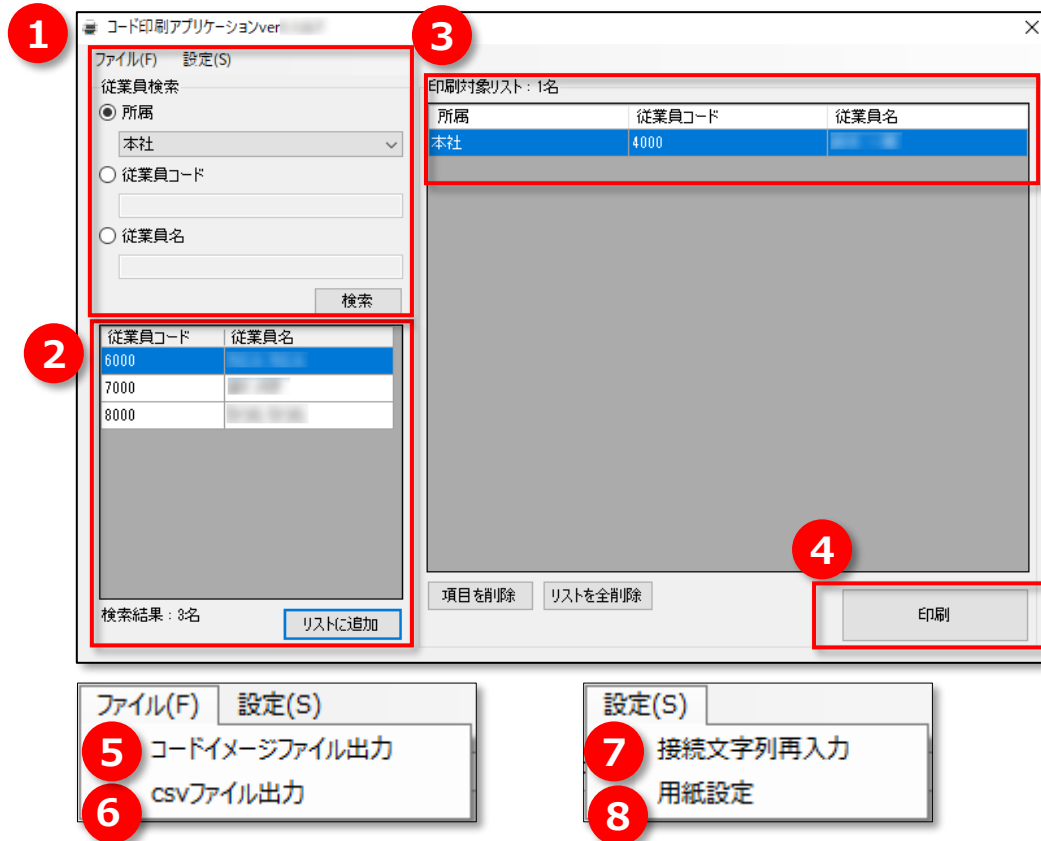 1
コード印刷アプリケーションver
3
ファイル(F) 設定(S)
従業員検索
所属
本社
従業員コード
従業員名
検索
印刷対象リスト：1名
所属 従業員コード 従業員名
本社 4000
2
従業員コード 従業員名
6000
7000
8000
検索結果：3名
リストに追加
項目を削除 リストを全削除
4
印刷
ファイル(F) 設定(S)
5 コードイメージファイル出力
6 csvファイル出力
設定(S)
7 接続文字列再入力
8 用紙設定